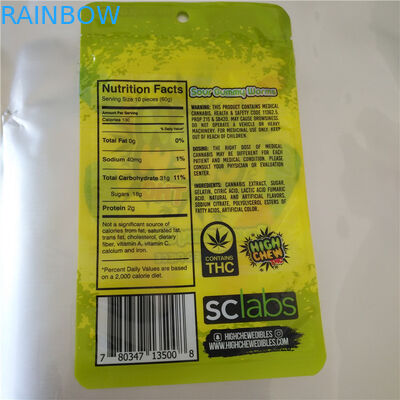 RAINBOW
Nutrition Facts
Serving Size 10 pieces (60g)
Amount Per Serving
Calories 130
% Daily Value*
Total Fat 0g 0%
Sodium 40mg 1%
Total Carbohydrate 31g 11%
Sugars 18g
Protein 2g
Not a significant source of
calories from fat, saturated fat,
trans fat, cholesterol, dietary
fiber, vitamin A, vitamin C,
calcium and iron.
*Percent Daily Values are based
on a 2,000 calorie diet.
7 80347 13500 8
Sour Gummy Worms
WARNING: THIS PRODUCT CONTAINS MEDICAL
CANNABIS, HEALTH & SAFETY CODE 11362.5,
PROP 215 & SB420. MAY CAUSE DROWSINESS.
DO NOT OPERATE A VEHICLE OR HEAVY
MACHINERY. FOR MEDICINAL USE ONLY. KEEP
OUT OF REACH OF CHILDREN.
DOSING: THE RIGHT DOSE OF MEDICAL
CANNABIS MAY BE DIFFERENT FOR EACH
PATIENT AND MEDICAL CONDITION, PLEASE
CONSULT YOUR PHYSICIAN OR EVALUATION
CENTER.
INGREDIENTS: CANNABIS EXTRACT, SUGAR,
GELATIN, CITRIC ACID, LACTIC ACID FUMARIC
ACID, NATURAL AND ARTIFICIAL FLAVORS,
SODIUM CITRATE, POLYGLYCEROL ESTERS
OF FATTY ACIDS, ARTIFICIAL COLOR.
CONTAINS
THC
HIGH
CHEW
sclabs
HIGHCHEWEDIBLES
WWW.HIGHCHEWEDIBLES.COM